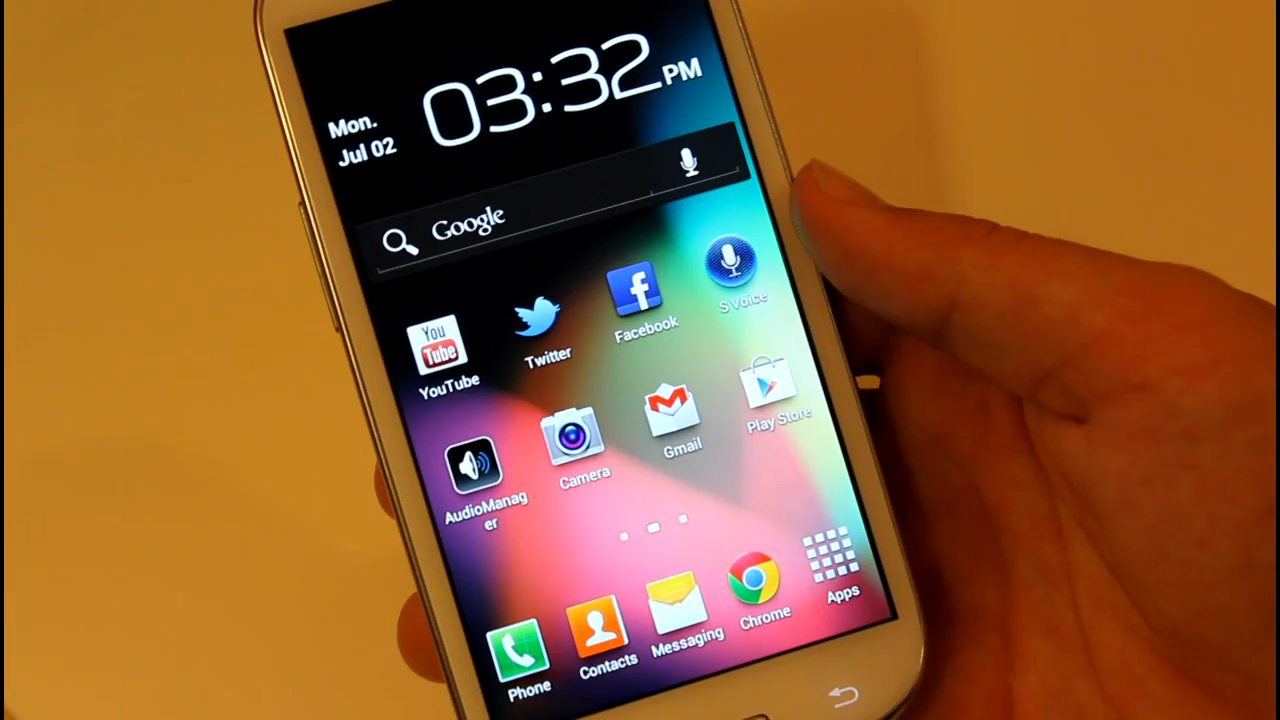 03:32 PM
Mon.
Jul 02
Google
You
Tube
YouTube
Twitter
f
Facebook
S Voice
AudioManag
er
Camera
Gmail
Play Store
Phone
Contacts
Messaging
Chrome
Apps